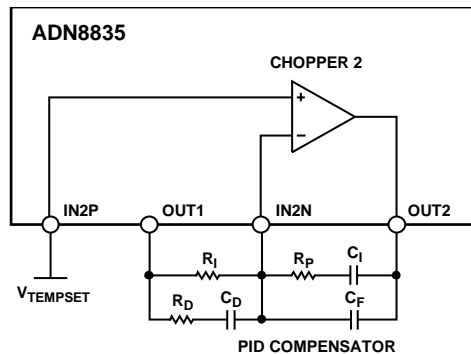 ADN8835
CHOPPER 2
+
−
IN2P
OUT1
IN2N
OUT2
R_I
R_P
C_I
R_D
C_D
C_F
V_TEMPSET
PID COMPENSATOR